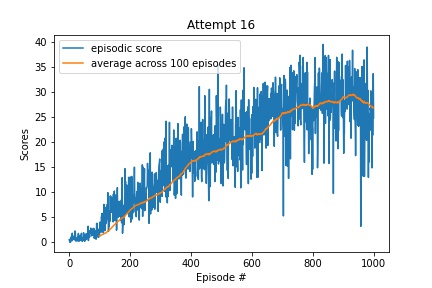 Attempt 16
episodic score
average across 100 episodes
40
35
30
25
20
15
10
5
0
Scores
0 200 400 600 800 1000
Episode #